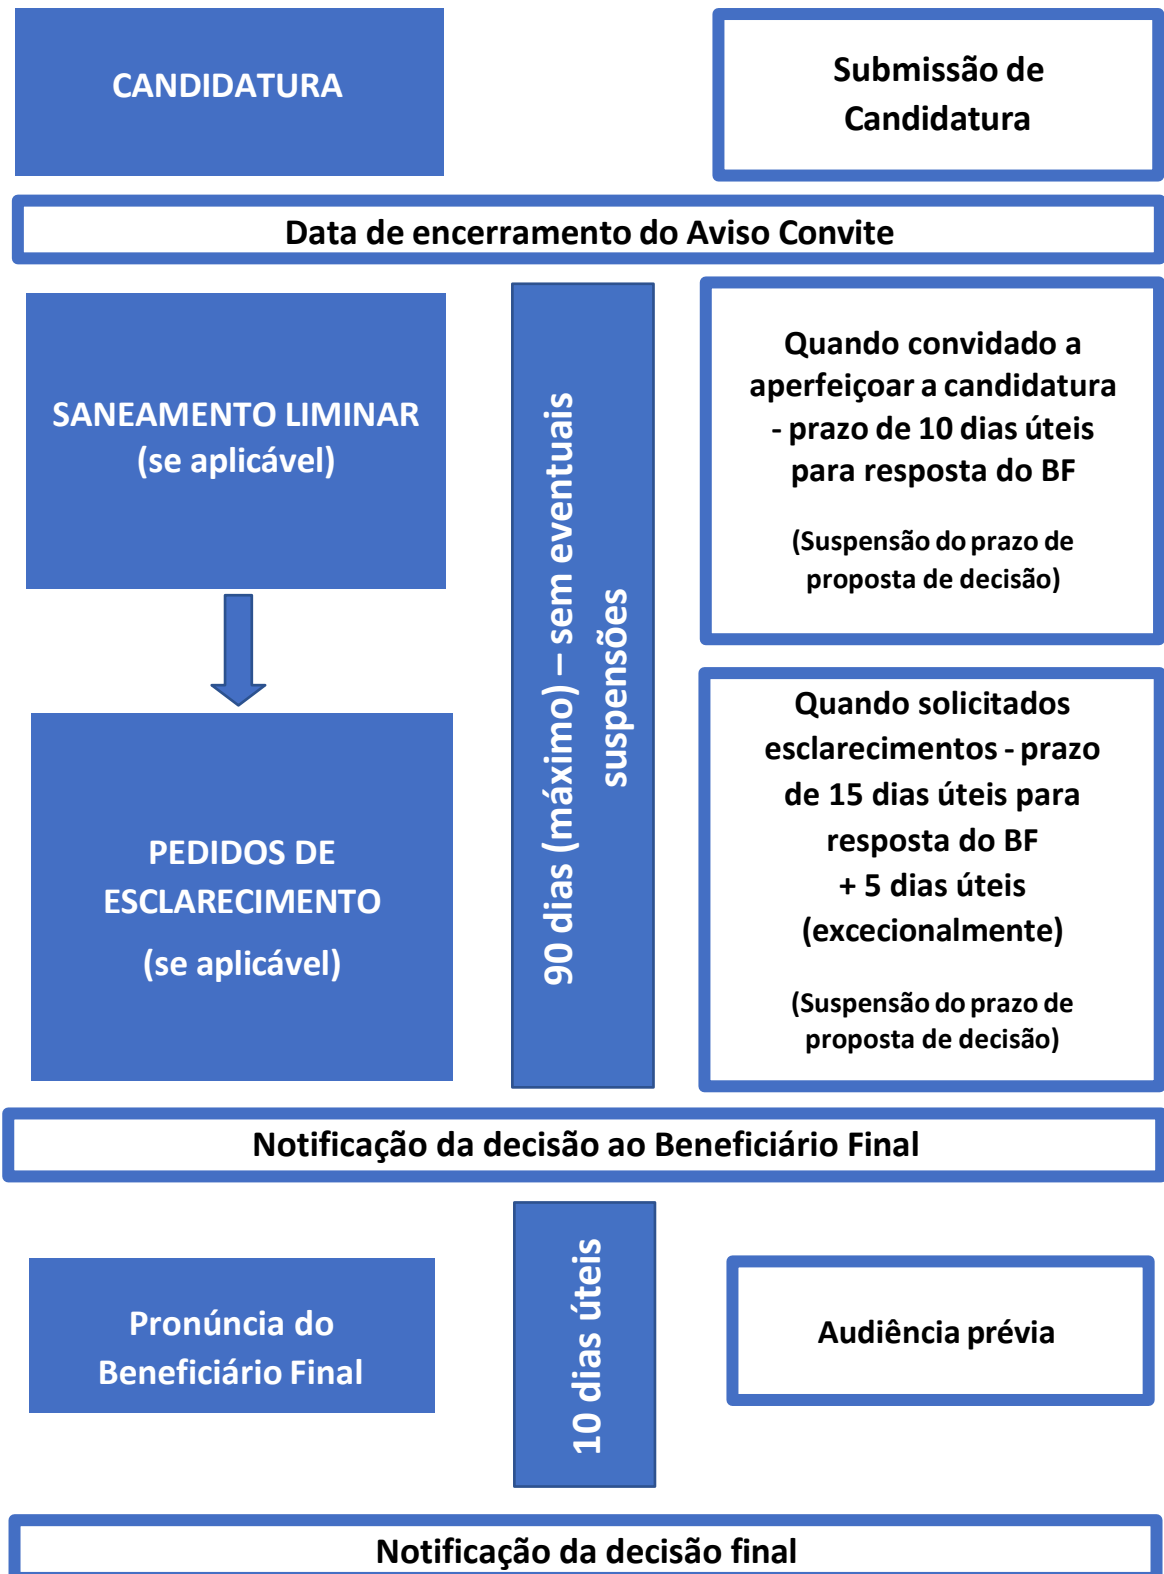 CANDIDATURA
Submissão de
Candidatura
Data de encerramento do Aviso Convite
SANEAMENTO LIMINAR
(se aplicável)
90 dias (máximo) – sem eventuais
suspensões
Quando convidado a
aperfeiçoar a candidatura
- prazo de 10 dias úteis
para resposta do BF
(Suspensão do prazo de
proposta de decisão)
PEDIDOS DE
ESCLARECIMENTO
(se aplicável)
Quando solicitados
esclarecimentos - prazo
de 15 dias úteis para
resposta do BF
+ 5 dias úteis
(excecionalmente)
(Suspensão do prazo de
proposta de decisão)
Notificação da decisão ao Beneficiário Final
Pronúncia do
Beneficiário Final
10 dias úteis
Audiência prévia
Notificação da decisão final